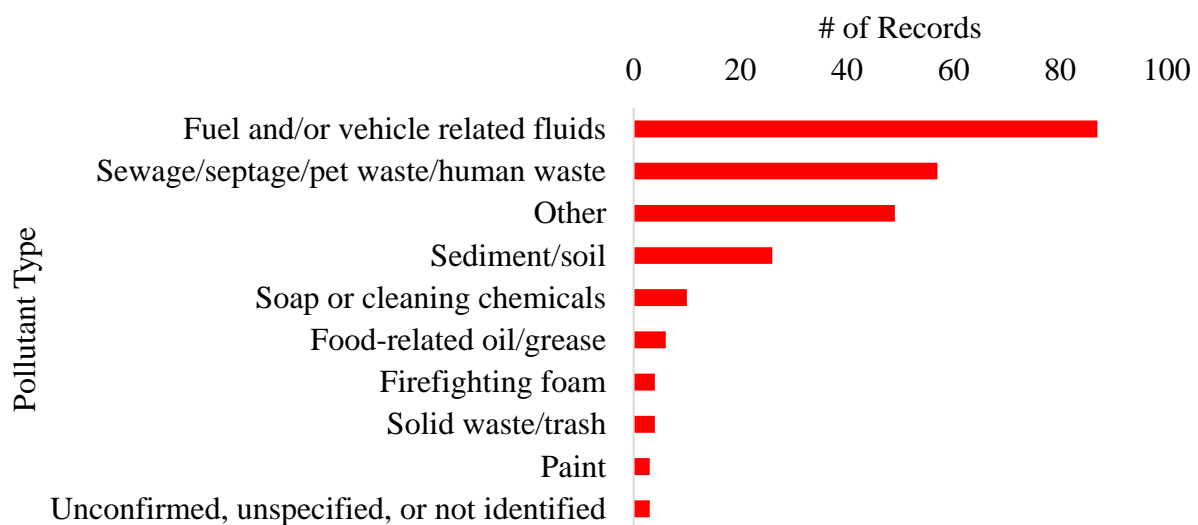 # of Records
0 20 40 60 80 100
Pollutant Type
Fuel and/or vehicle related fluids
Sewage/septage/pet waste/human waste
Other
Sediment/soil
Soap or cleaning chemicals
Food-related oil/grease
Firefighting foam
Solid waste/trash
Paint
Unconfirmed, unspecified, or not identified